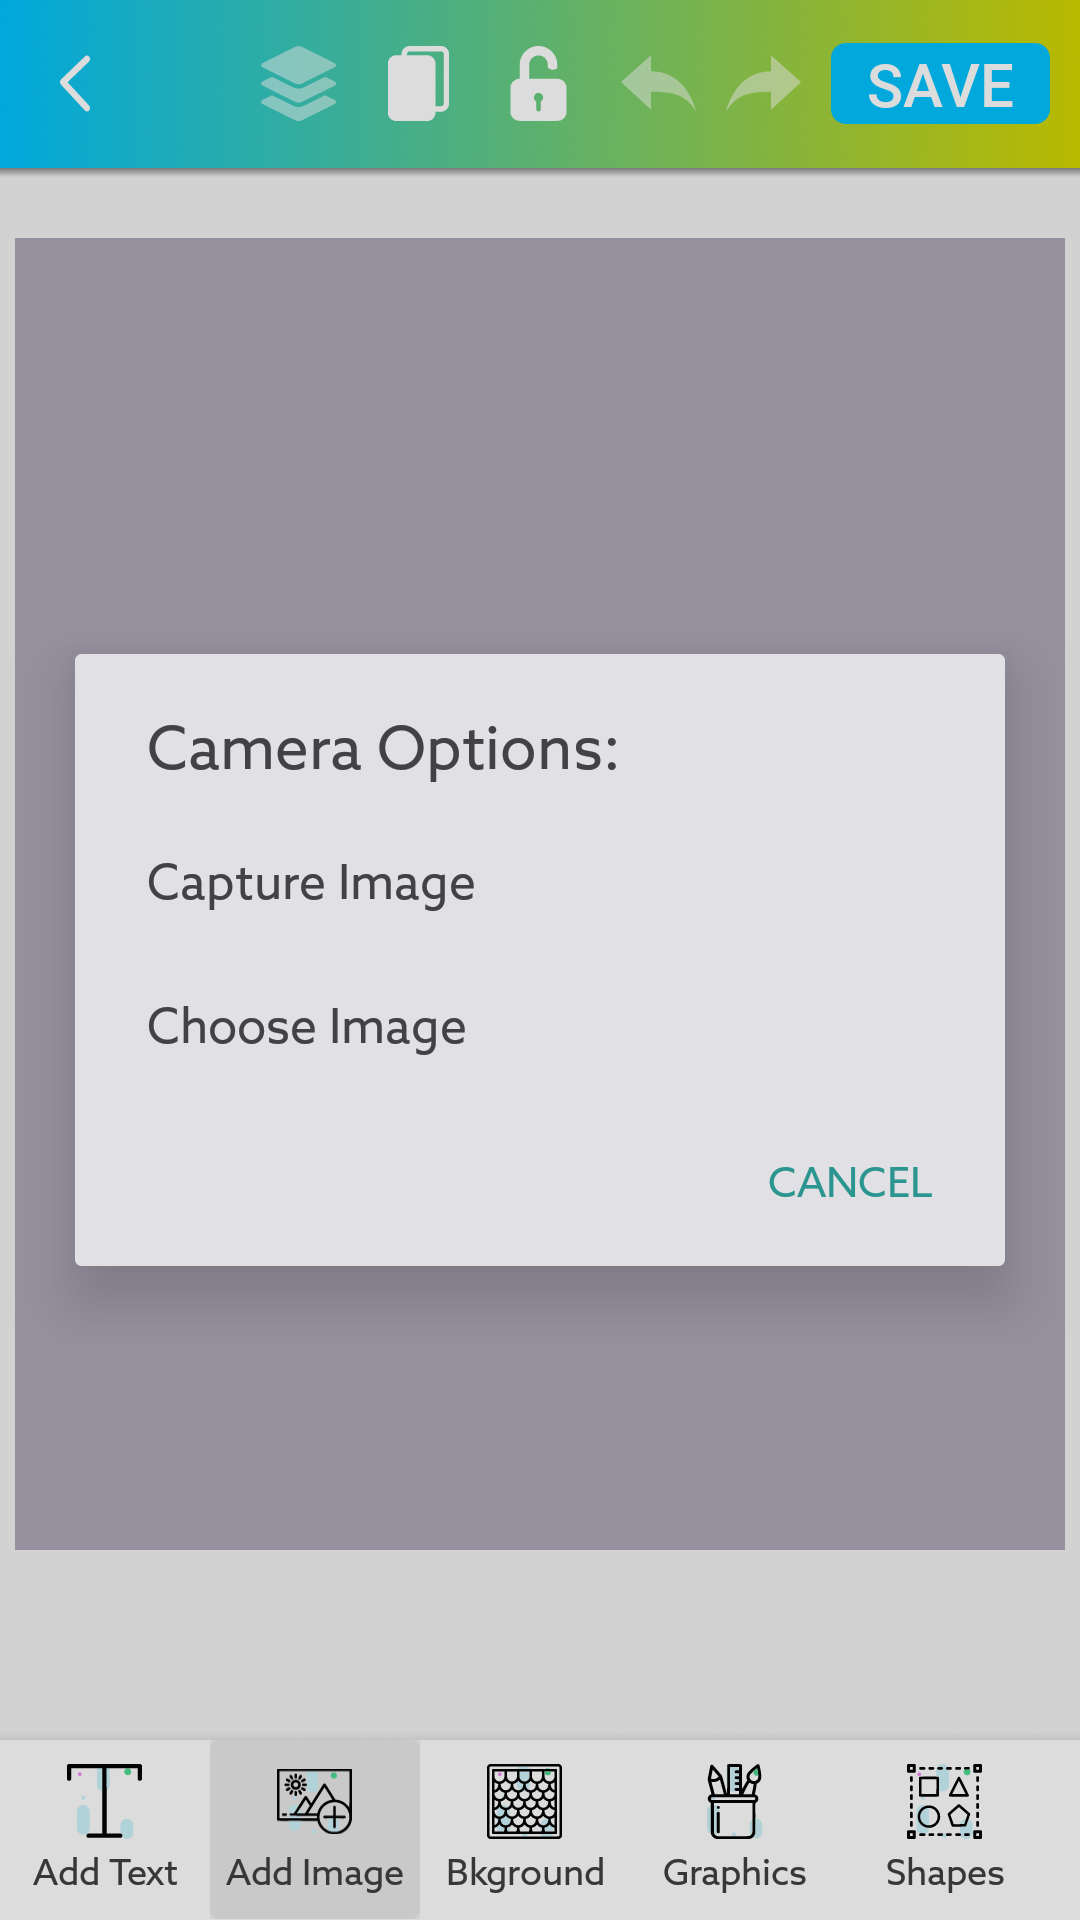 SAVE
Camera Options:
Capture Image
Choose Image
CANCEL
Add Text
Add Image
Bkground
Graphics
Shapes